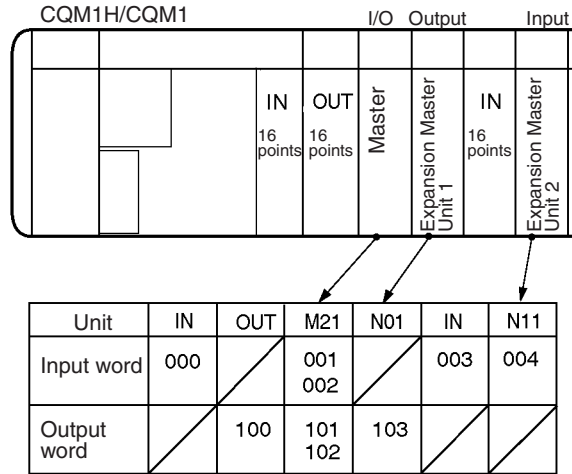 CQM1H/CQM1
I/O Output Input
IN
16
points
OUT
16
points
Master
Expansion Master
Unit 1
IN
16
points
Expansion Master
Unit 2
Unit IN OUT M21 N01 IN N11
Input word 000 001 003 004
002
Output 100 101 103
word 102